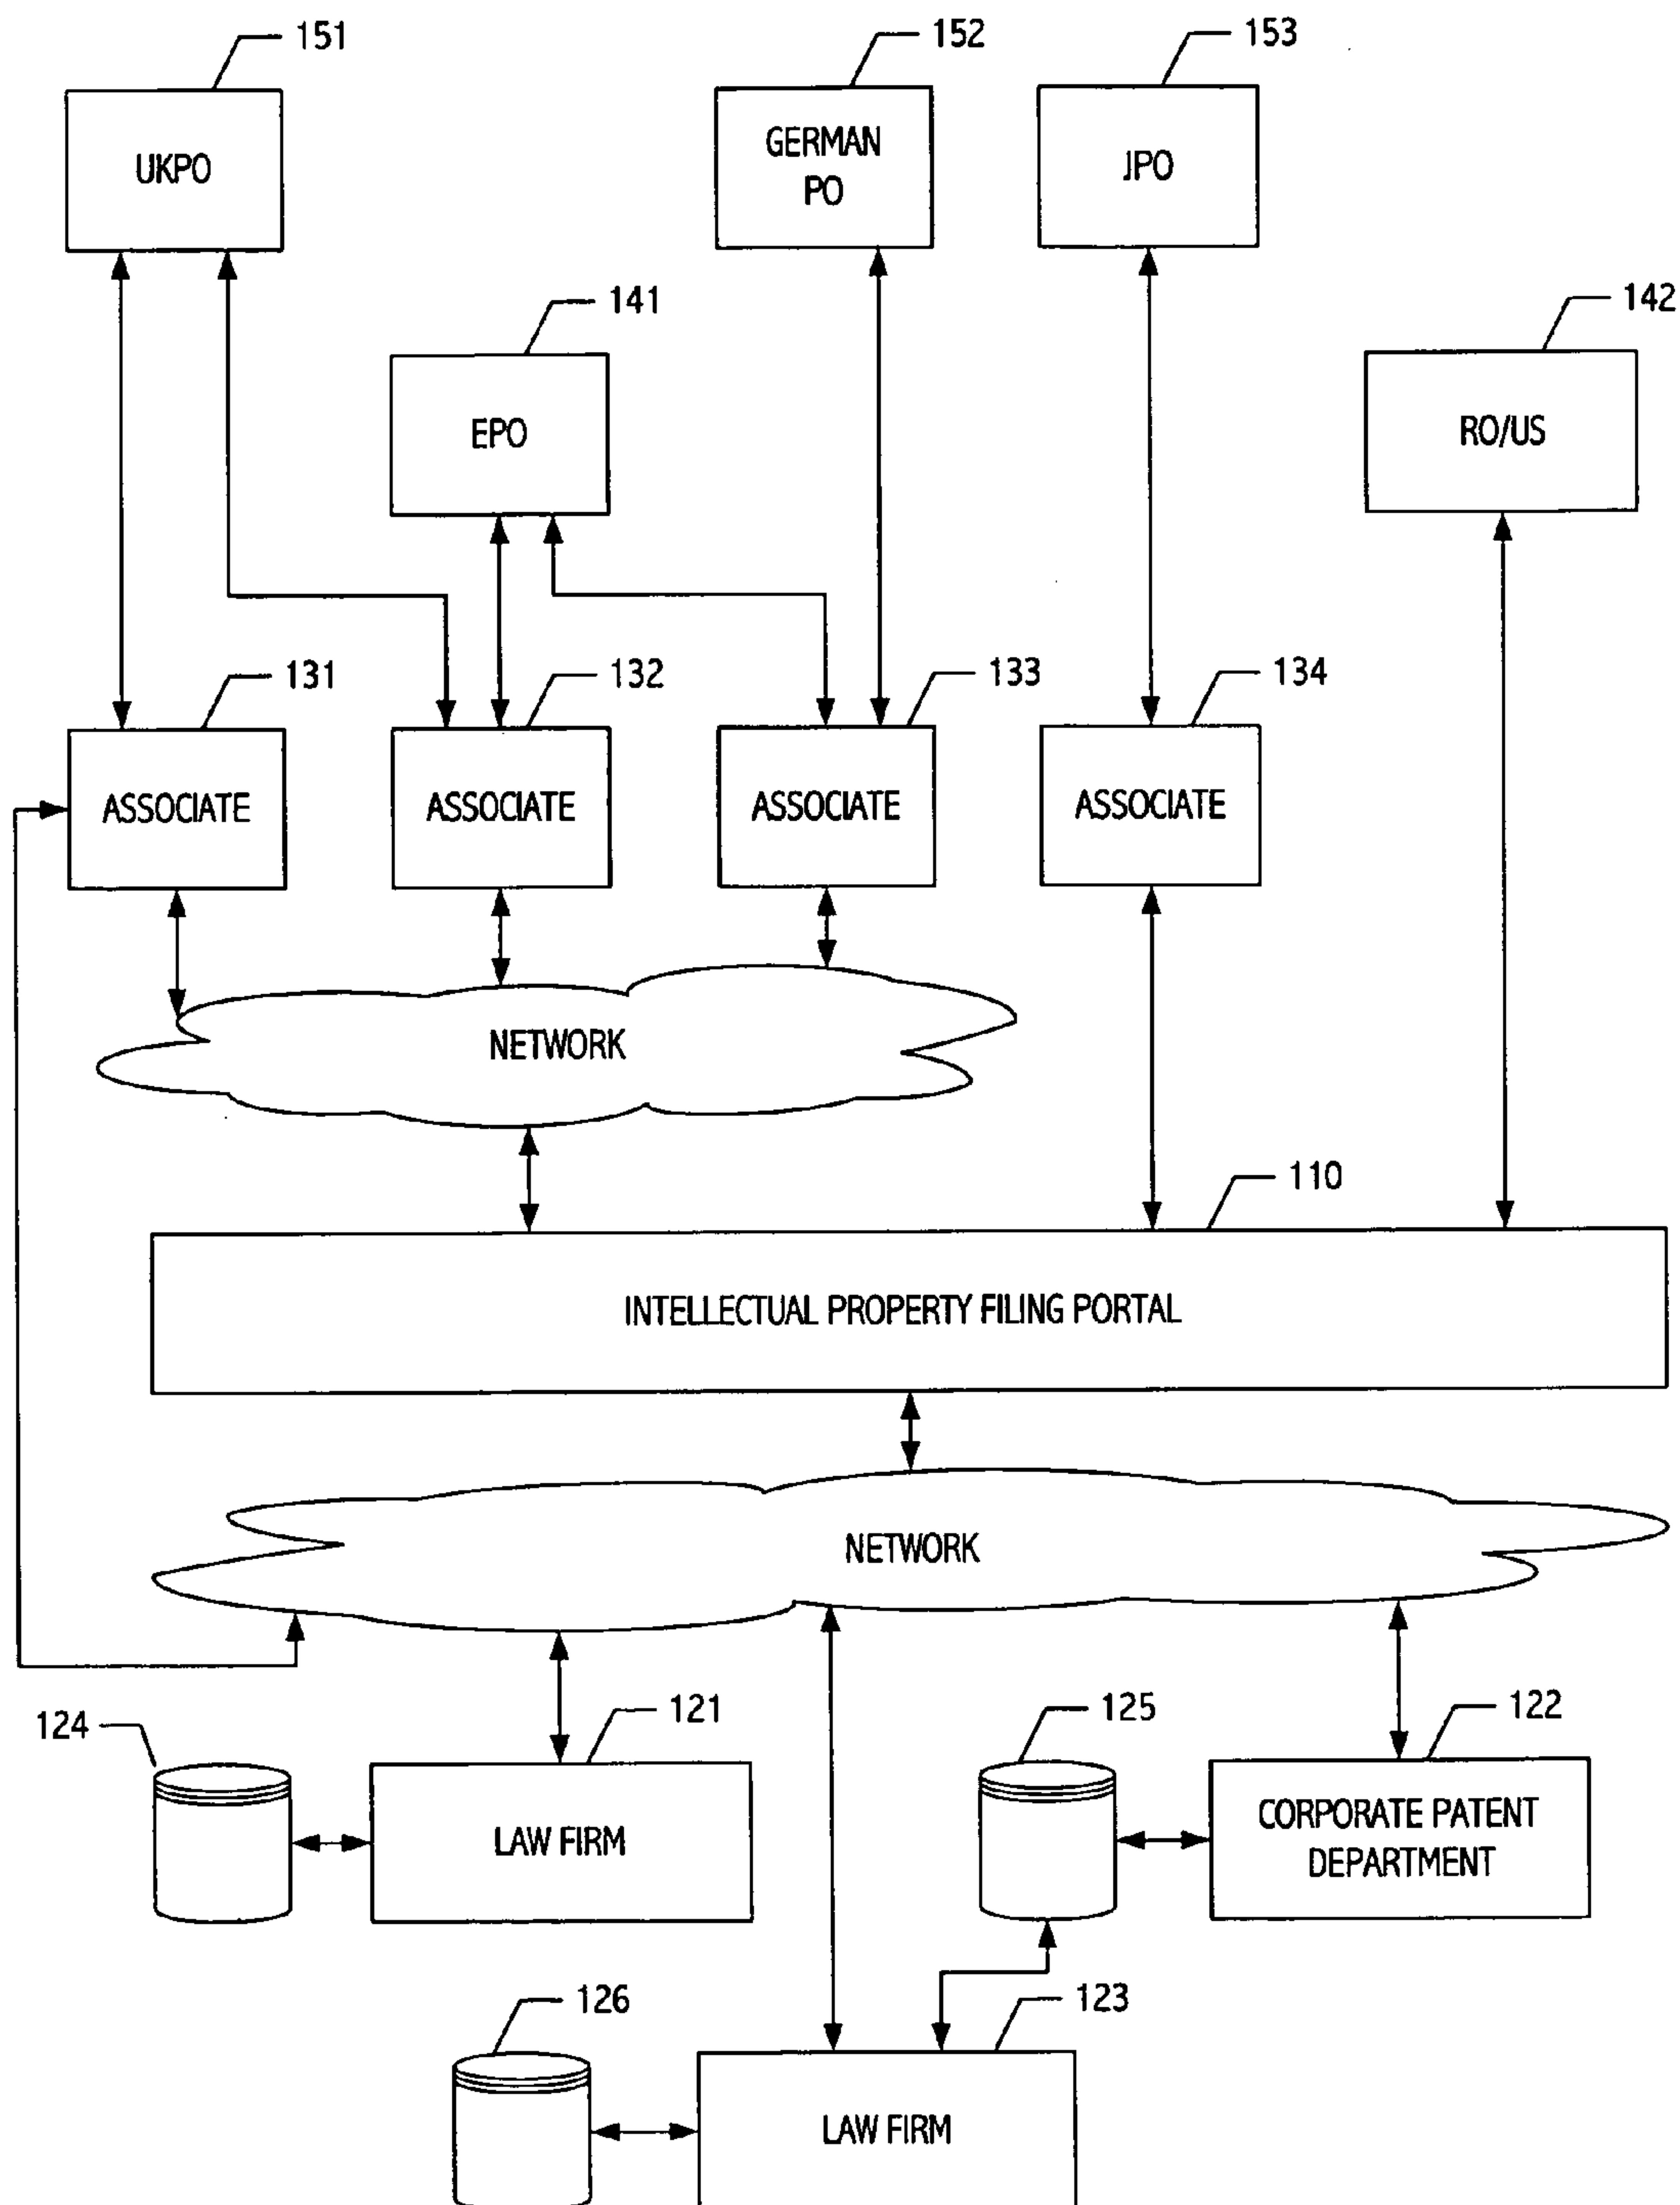 151
152
153
UKPO
GERMAN
PO
JPO
141
142
EPO
RO/US
131
132
133
134
ASSOCIATE
ASSOCIATE
ASSOCIATE
ASSOCIATE
NETWORK
110
INTELLECTUAL PROPERTY FILING PORTAL
NETWORK
124
121
125
122
LAW FIRM
CORPORATE PATENT
DEPARTMENT
126
123
LAW FIRM